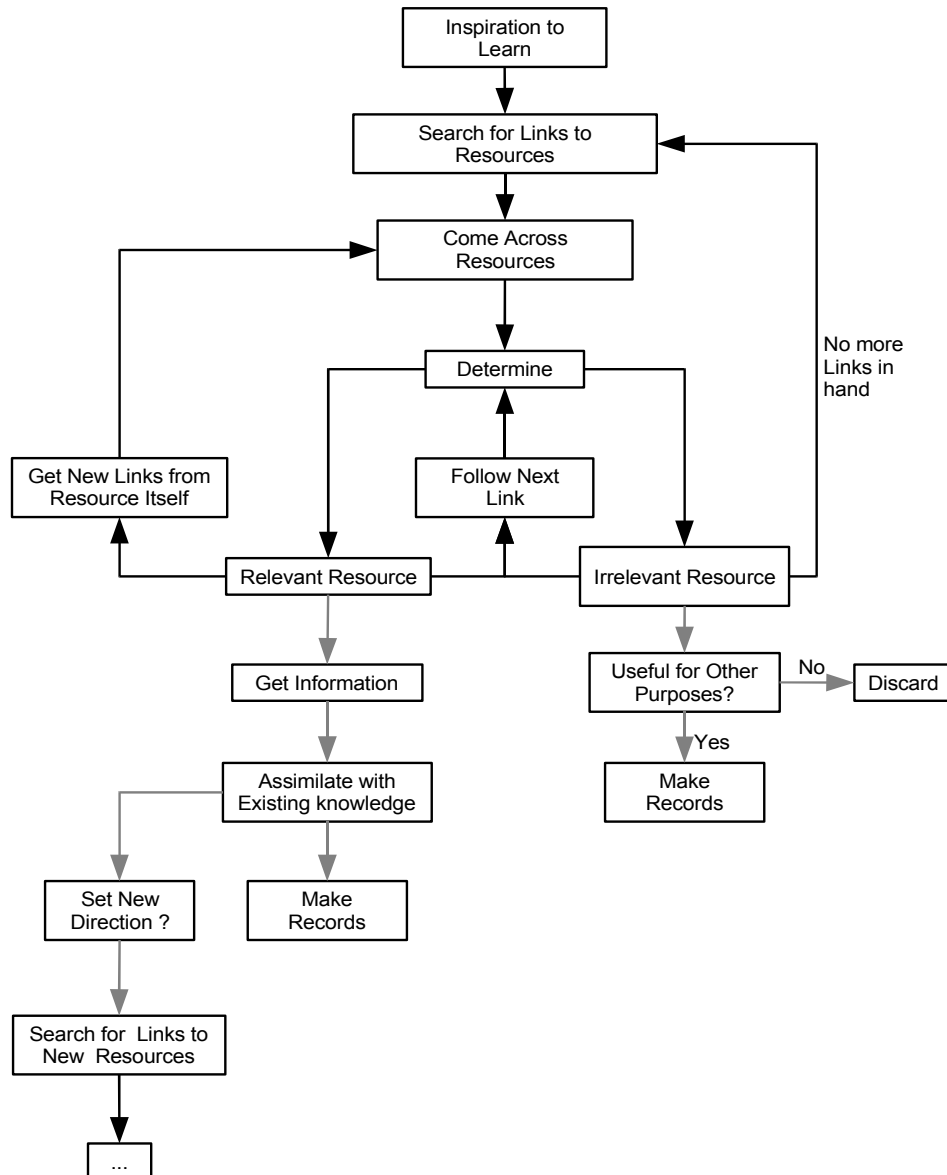 Inspiration to
Learn
Search for Links to
Resources
Come Across
Resources
No more
Links in
hand
Determine
Get New Links from
Resource Itself
Follow Next
Link
Relevant Resource
Irrelevant Resource
Get Information
Useful for Other
Purposes?
No
Discard
Yes
Assimilate with
Existing knowledge
Make
Records
Set New
Direction ?
Make
Records
Search for  Links to
New  Resources
...